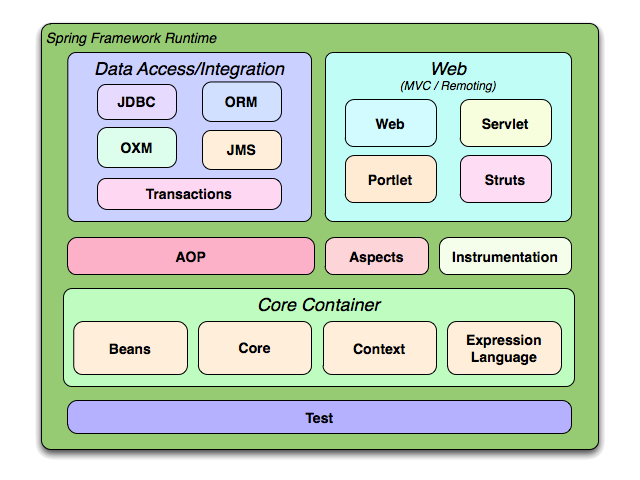 Spring Framework Runtime
Data Access/Integration
JDBC
ORM
OXM
JMS
Transactions
Web
(MVC / Remoting)
Web
Servlet
Portlet
Struts
AOP
Aspects
Instrumentation
Core Container
Beans
Core
Context
Expression
Language
Test